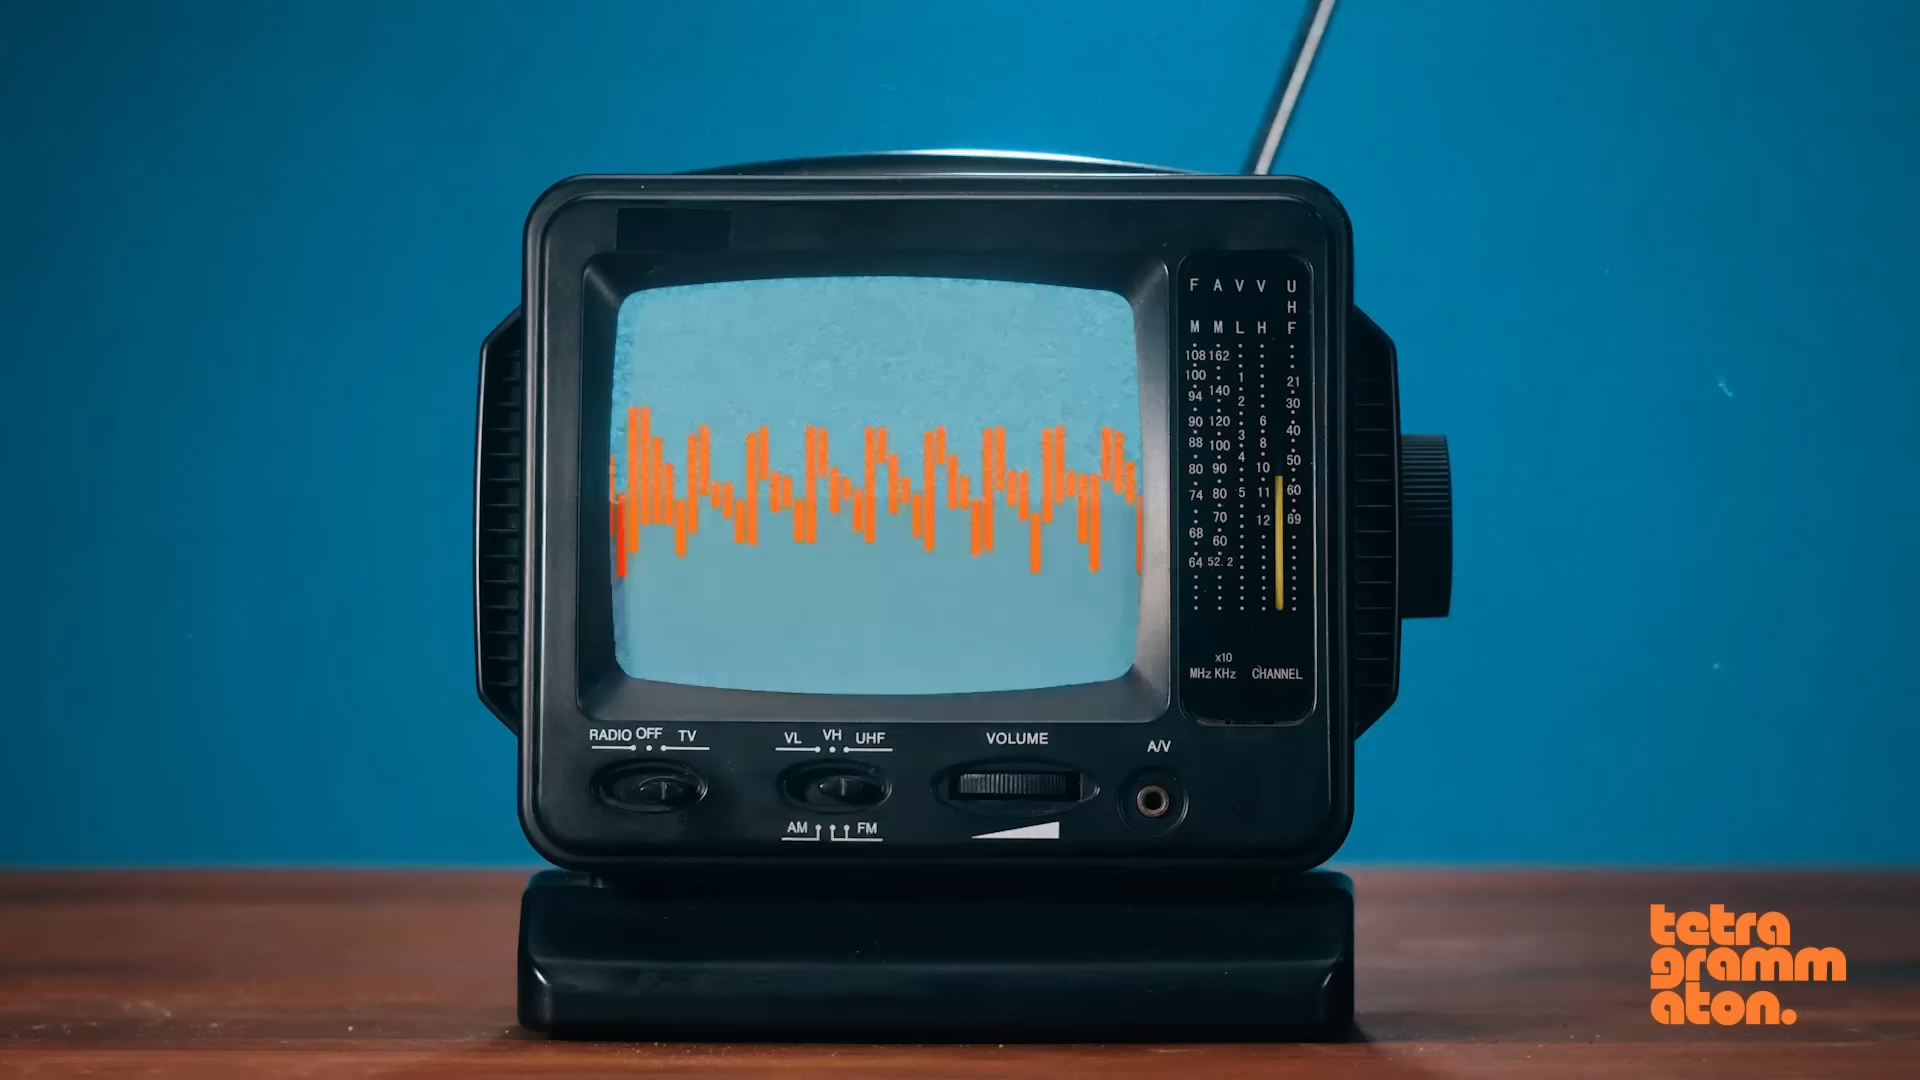 F A V V U
H
M M L H F
108 162
100
1 21
94 140
2 30
90 120 6 40
3
88 100 8
4 50
80 90 10
74 80 5 11 60
70 12 69
68
60
64 52.2
x10
MHz KHz CHANNEL
RADIO OFF TV
VL VH UHF
VOLUME
A/V
AM FM
tetra
gramm
aton.